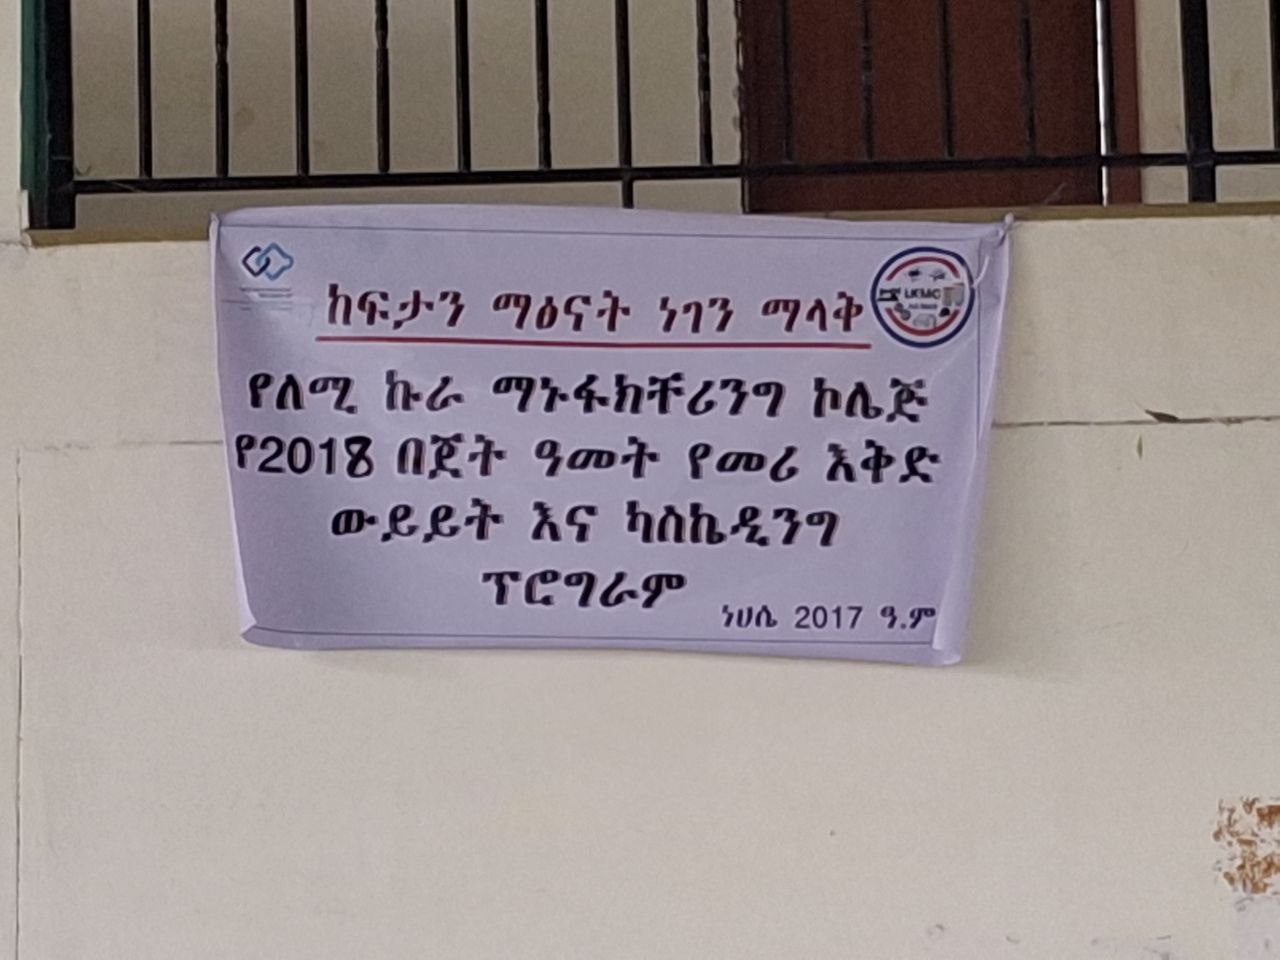 ከፍታን ማፅናት ነገን ማላቅ
LKMC
የለሚ ኩራ ማኑፋክቸሪንግ ኮሌጅ
የ2018 በጀት ዓመት የመሪ እቅድ
ውይይት እና ካስኬዲንግ
ፕሮግራም
ነሀሴ 2017 ዓ.ም